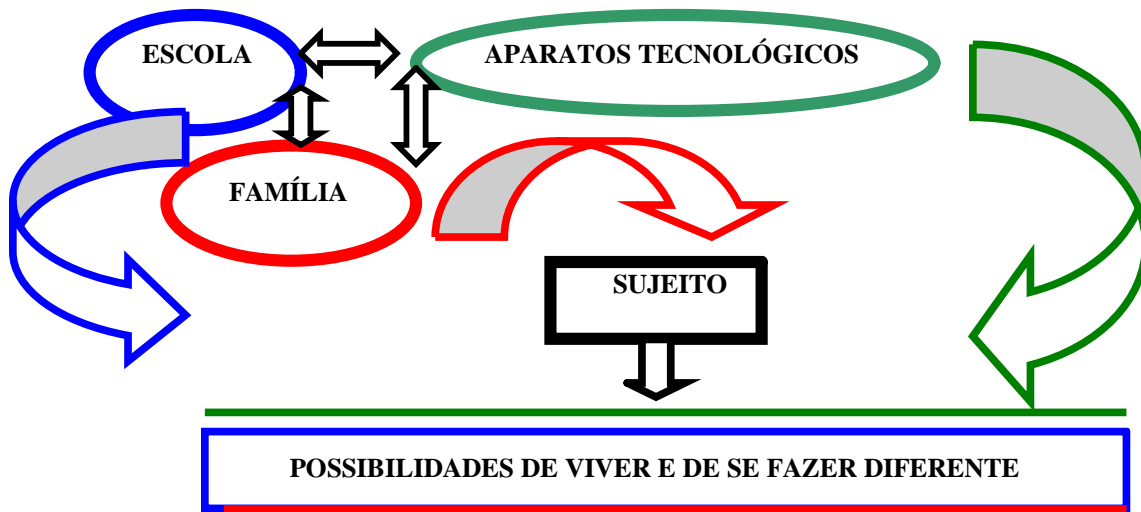 ESCOLA
APARATOS TECNOLÓGICOS
FAMÍLIA
SUJEITO
POSSIBILIDADES DE VIVER E DE SE FAZER DIFERENTE